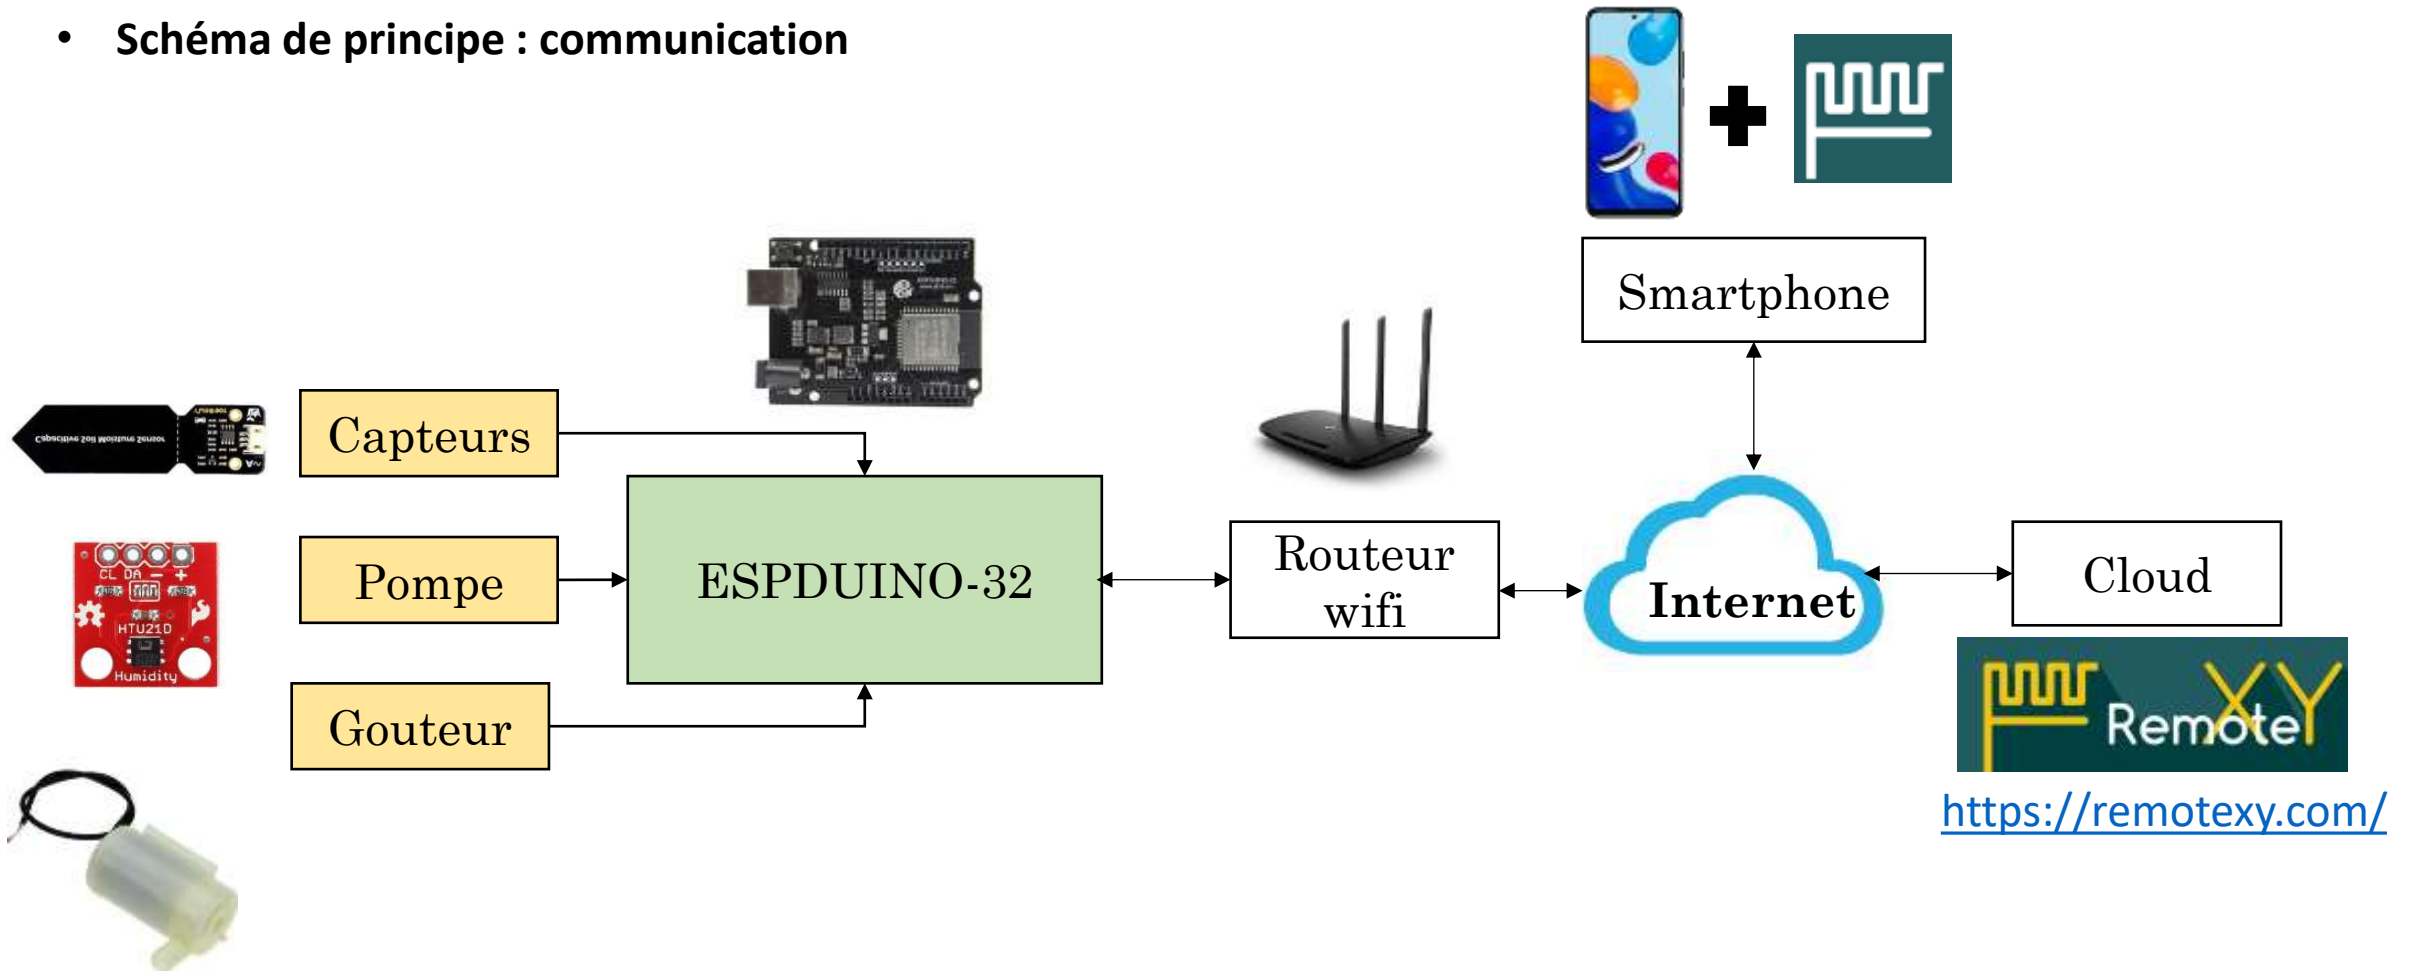 • Schéma de principe : communication
Smartphone
Capteurs
Capacitive Soil Moisture Sensor
Pompe
ESPDUINO-32
Routeur
wifi
Internet
Cloud
CL DA - +
HTU21D
Humidity
Gouteur
RemoteXY
https://remotexy.com/